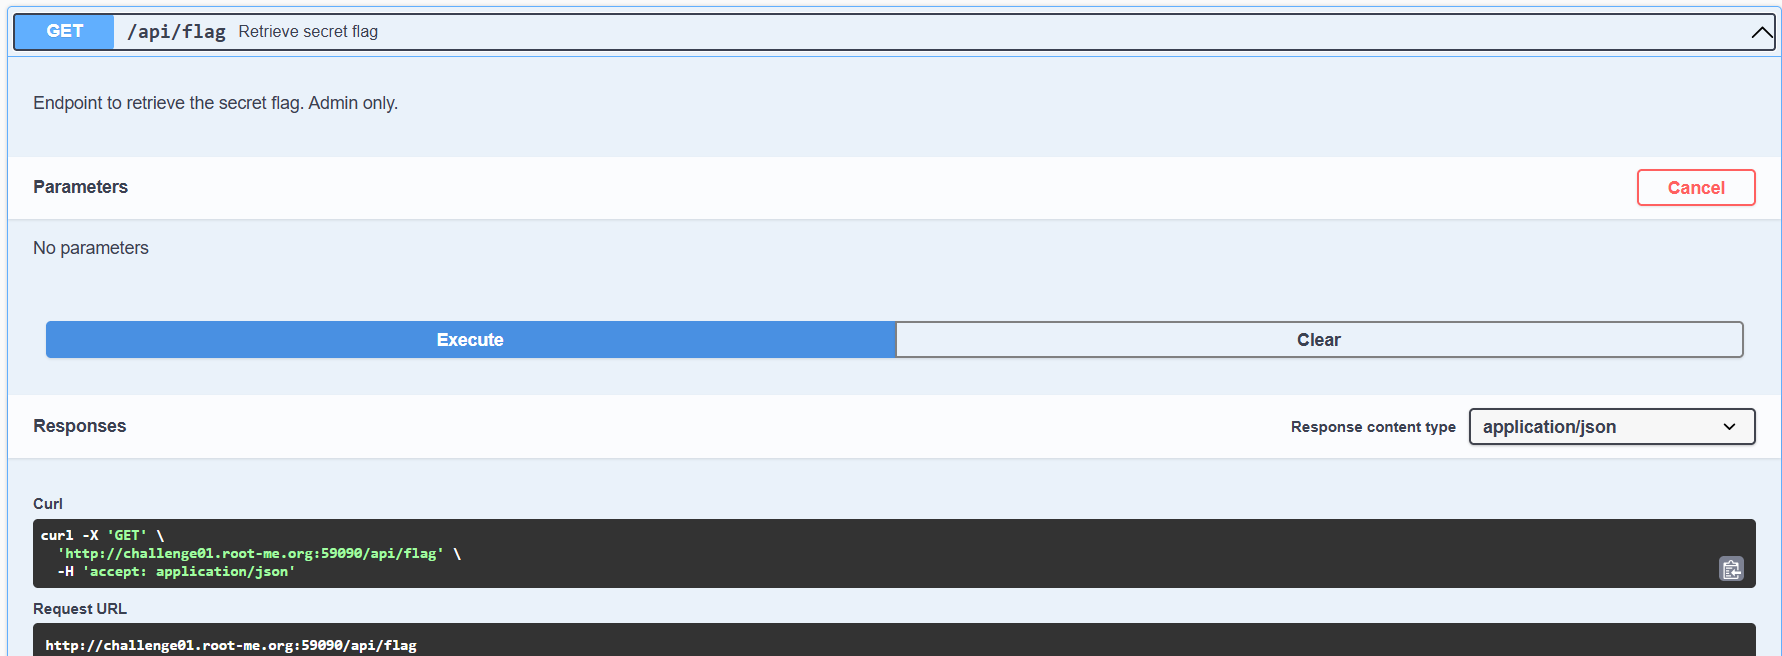 GET /api/flag Retrieve secret flag
Endpoint to retrieve the secret flag. Admin only.
Parameters
Cancel
No parameters
Execute
Clear
Responses
Response content type application/json
Curl
curl -X 'GET' \
  'http://challenge01.root-me.org:59090/api/flag' \
  -H 'accept: application/json'
Request URL
http://challenge01.root-me.org:59090/api/flag